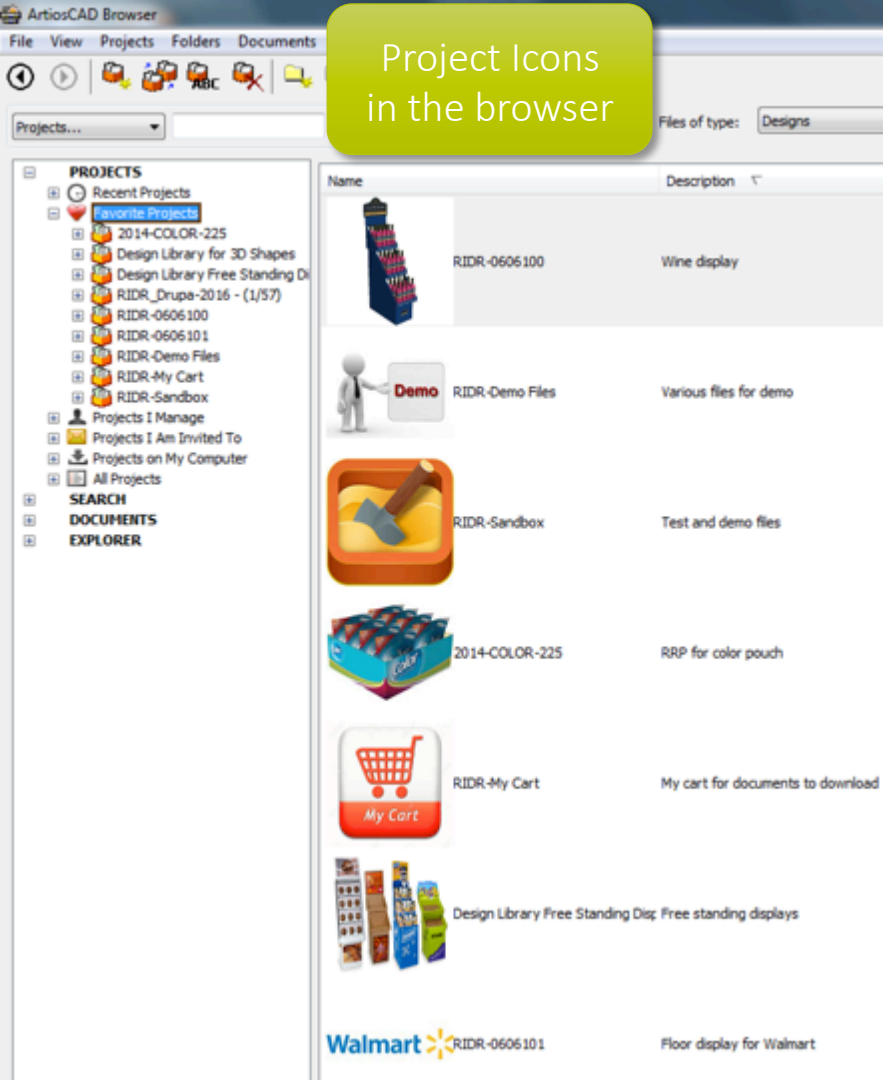 ArtiosCAD Browser
File View Projects Folders Documents
Project Icons
in the browser
ABC
Projects...
Files of type: Designs
PROJECTS
Recent Projects
Favorite Projects
2014-COLOR-225
Design Library for 3D Shapes
Design Library Free Standing Di
RIDR_Drupa-2016 - (1/57)
RIDR-0606100
RIDR-0606101
RIDR-Demo Files
RIDR-My Cart
RIDR-Sandbox
Projects I Manage
Projects I Am Invited To
Projects on My Computer
All Projects
SEARCH
DOCUMENTS
EXPLORER
Name Description
RIDR-0606100 Wine display
Demo RIDR-Demo Files Various files for demo
RIDR-Sandbox Test and demo files
Color 2014-COLOR-225 RRP for color pouch
RIDR-My Cart My cart for documents to download
My Cart
Design Library Free Standing Disp Free standing displays
Walmart RIDR-0606101 Floor display for Walmart